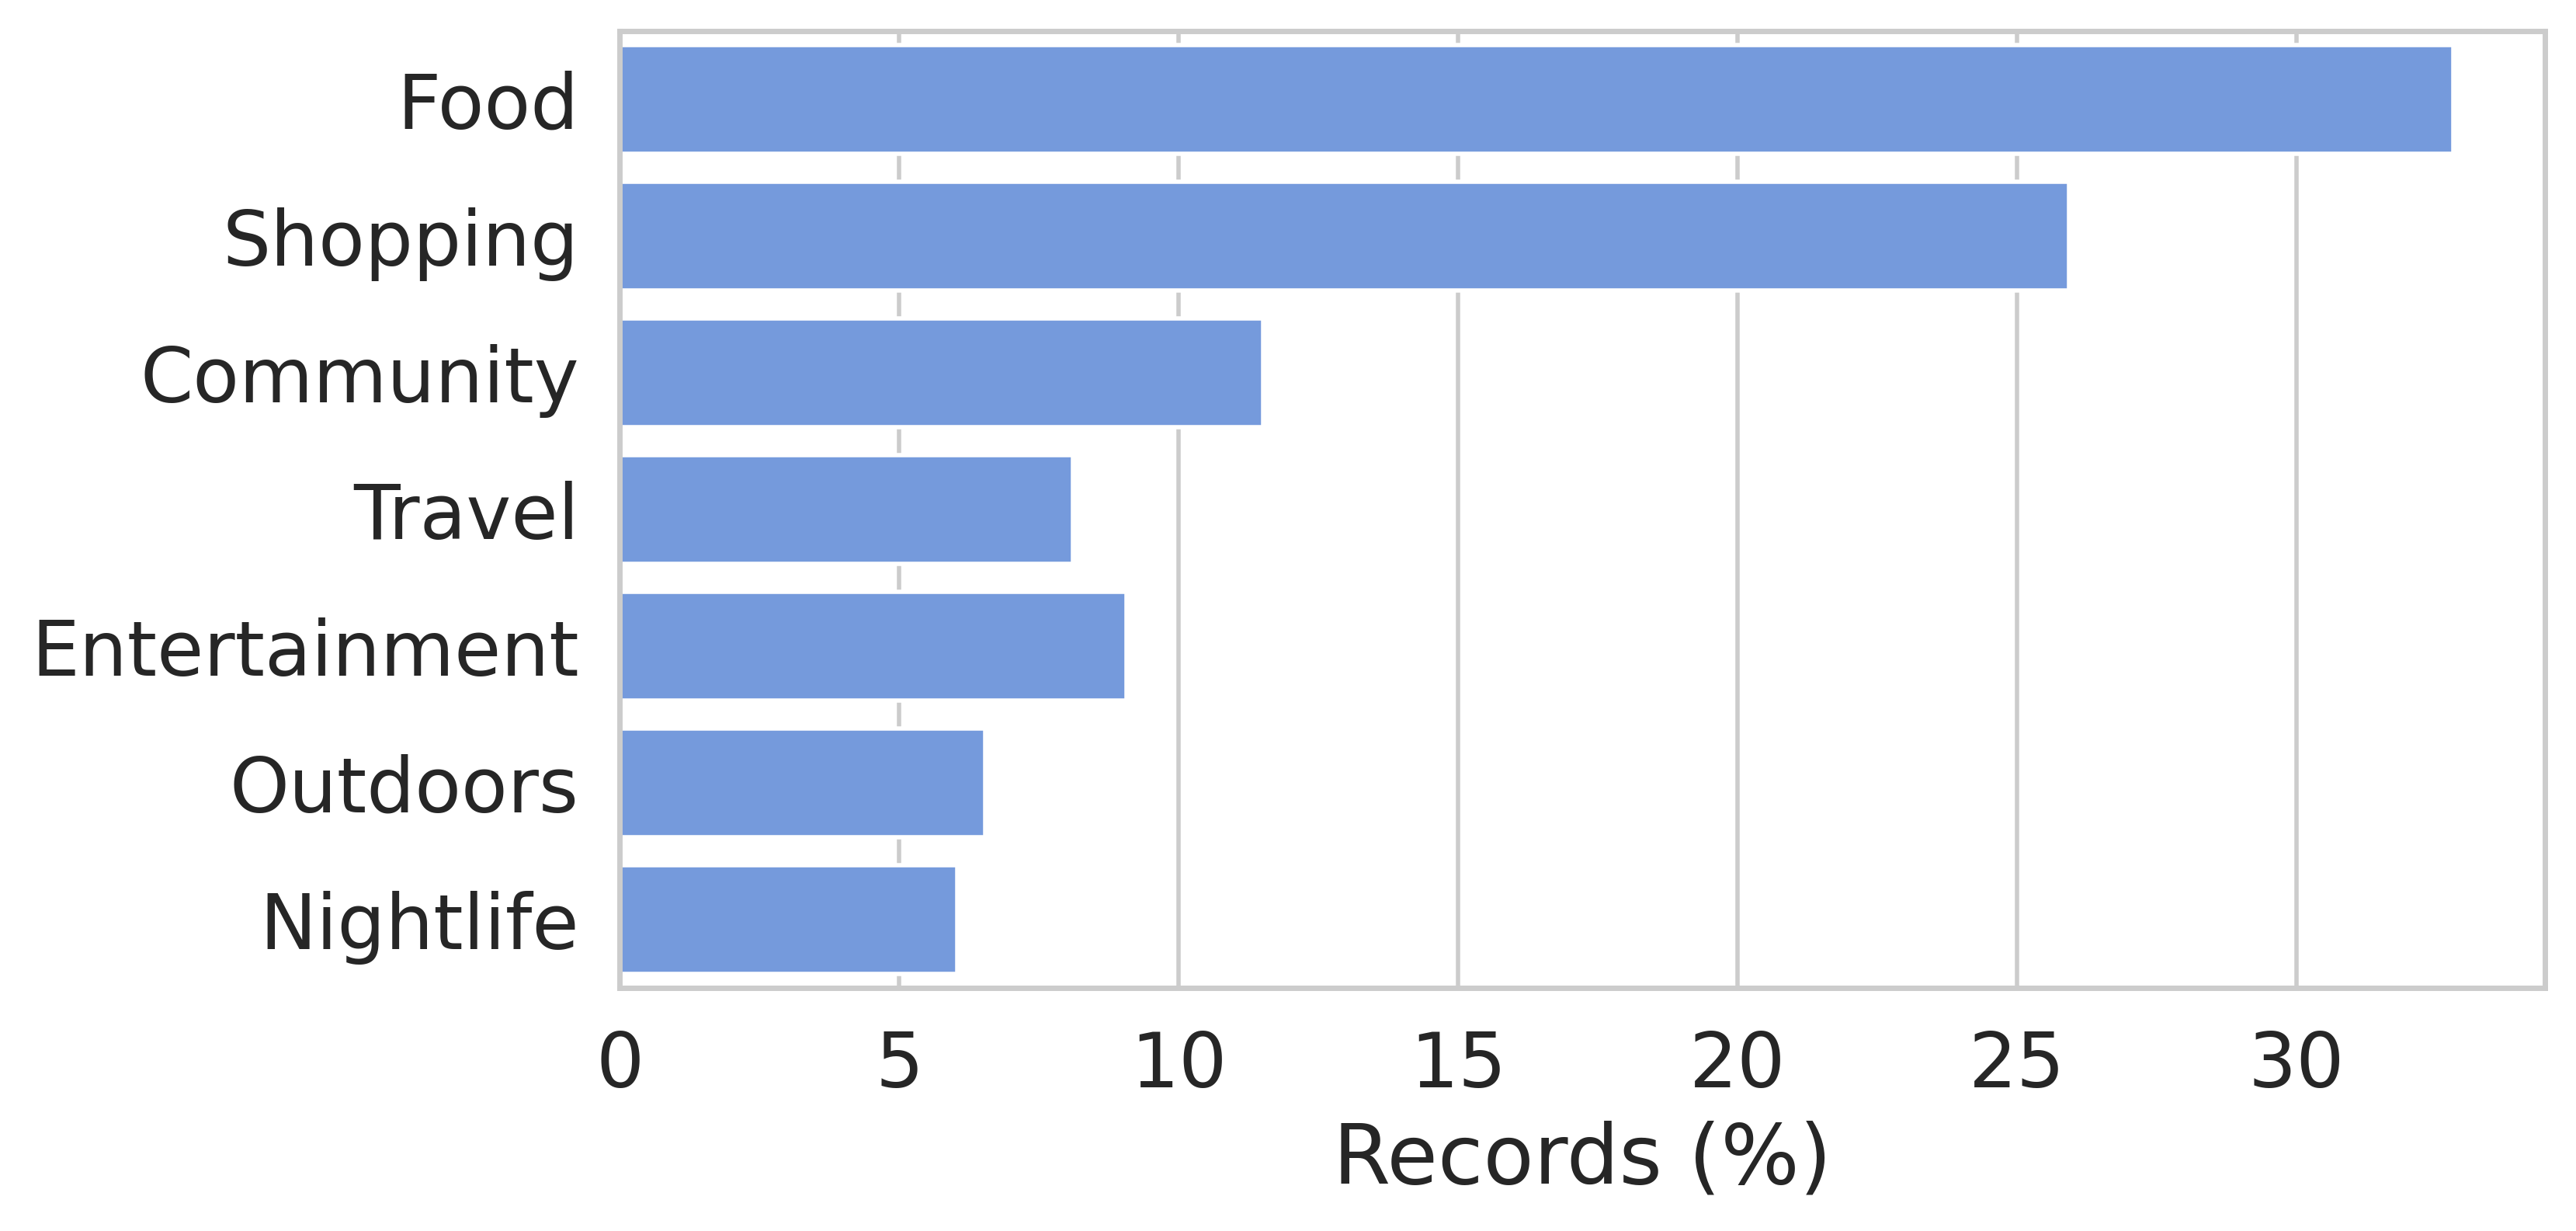 Food
Shopping
Community
Travel
Entertainment
Outdoors
Nightlife
0 5 10 15 20 25 30
Records (%)